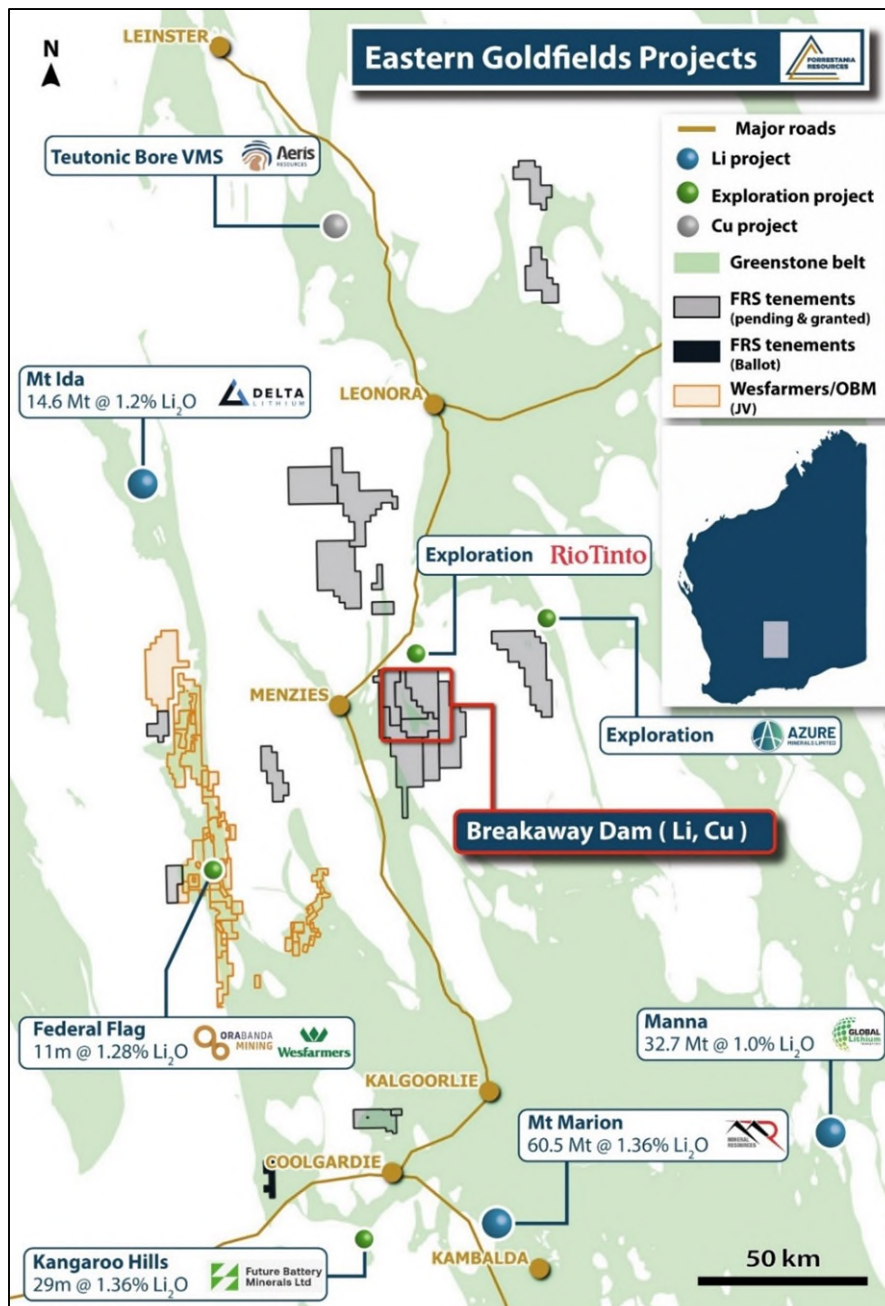 N
LEINSTER
Eastern Goldfields Projects
FORRESTANIA
RESOURCES
Major roads
Li project
Exploration project
Cu project
Greenstone belt
FRS tenements
(pending & granted)
FRS tenements
(Ballot)
Wesfarmers/OBM
(JV)
Teutonic Bore VMS
Aeris
RESOURCES
Mt Ida
14.6 Mt @ 1.2% Li₂O
DELTA
LITHIUM
LEONORA
Exploration
RioTinto
MENZIES
Exploration
AZURE
MINERALS LIMITED
Breakaway Dam ( Li, Cu )
Federal Flag
11m @ 1.28% Li₂O
ORABANDA
MINING
Wesfarmers
Manna
32.7 Mt @ 1.0% Li₂O
GLOBAL
Lithium
KALGOORLIE
Mt Marion
60.5 Mt @ 1.36% Li₂O
MINERAL
RESOURCES
COOLGARDIE
Kangaroo Hills
29m @ 1.36% Li₂O
Future Battery
Minerals Ltd
KAMBALDA
50 km